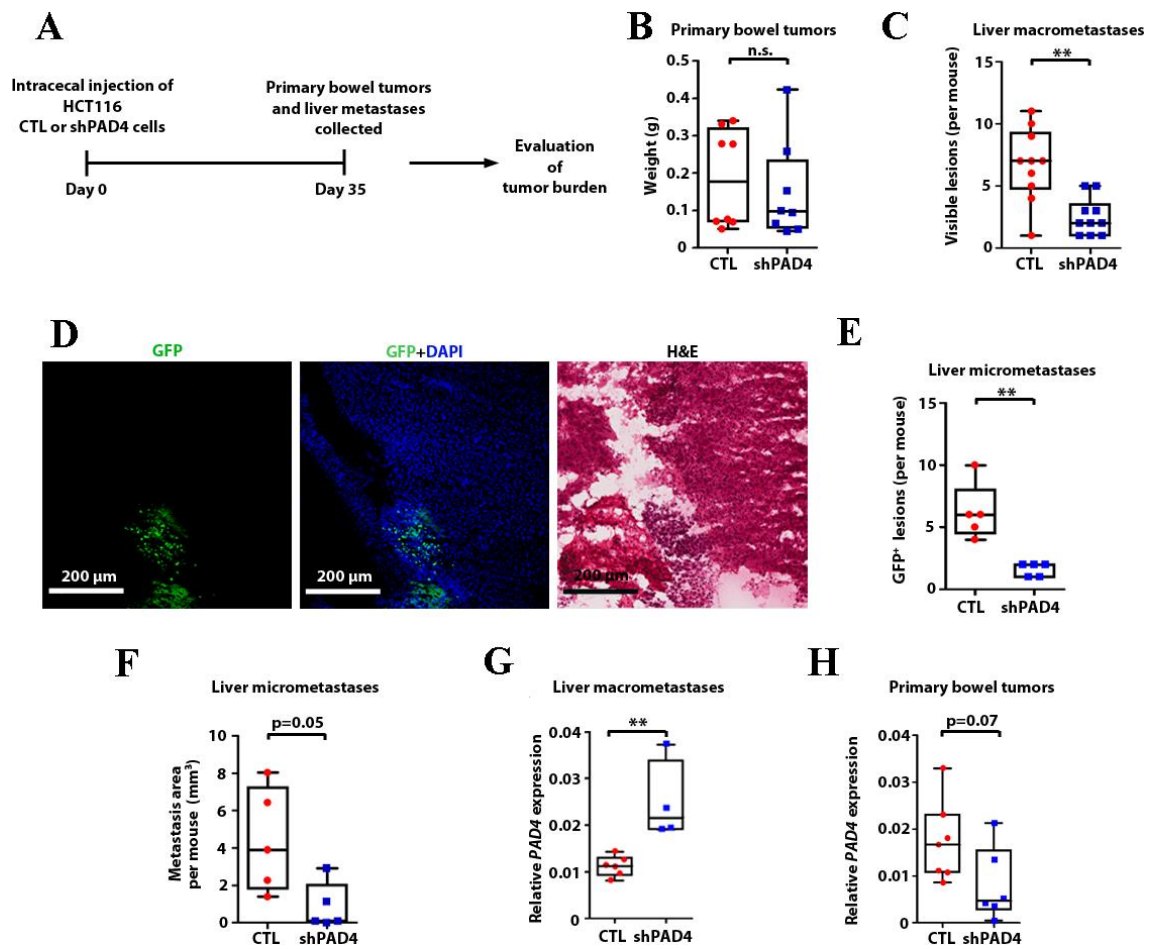 A
Intracecal injection of
HCT116
CTL or shPAD4 cells
Day 0
Primary bowel tumors
and liver metastases
collected
Day 35
Evaluation
of
tumor burden
B
Primary bowel tumors
n.s.
Weight (g)
0.5
0.4
0.3
0.2
0.1
0
CTL shPAD4
C
Liver macrometastases
**
Visible lesions (per mouse)
15
10
5
0
CTL shPAD4
D
GFP
200 µm
GFP+DAPI
200 µm
H&E
200 µm
E
Liver micrometastases
**
GFP⁺ lesions (per mouse)
15
10
5
0
CTL shPAD4
F
Liver micrometastases
p=0.05
Metastasis area
per mouse (mm³)
10
8
6
4
2
0
CTL shPAD4
G
Liver macrometastases
**
Relative PAD4 expression
0.04
0.03
0.02
0.01
0
CTL shPAD4
H
Primary bowel tumors
p=0.07
Relative PAD4 expression
0.04
0.03
0.02
0.01
0
CTL shPAD4